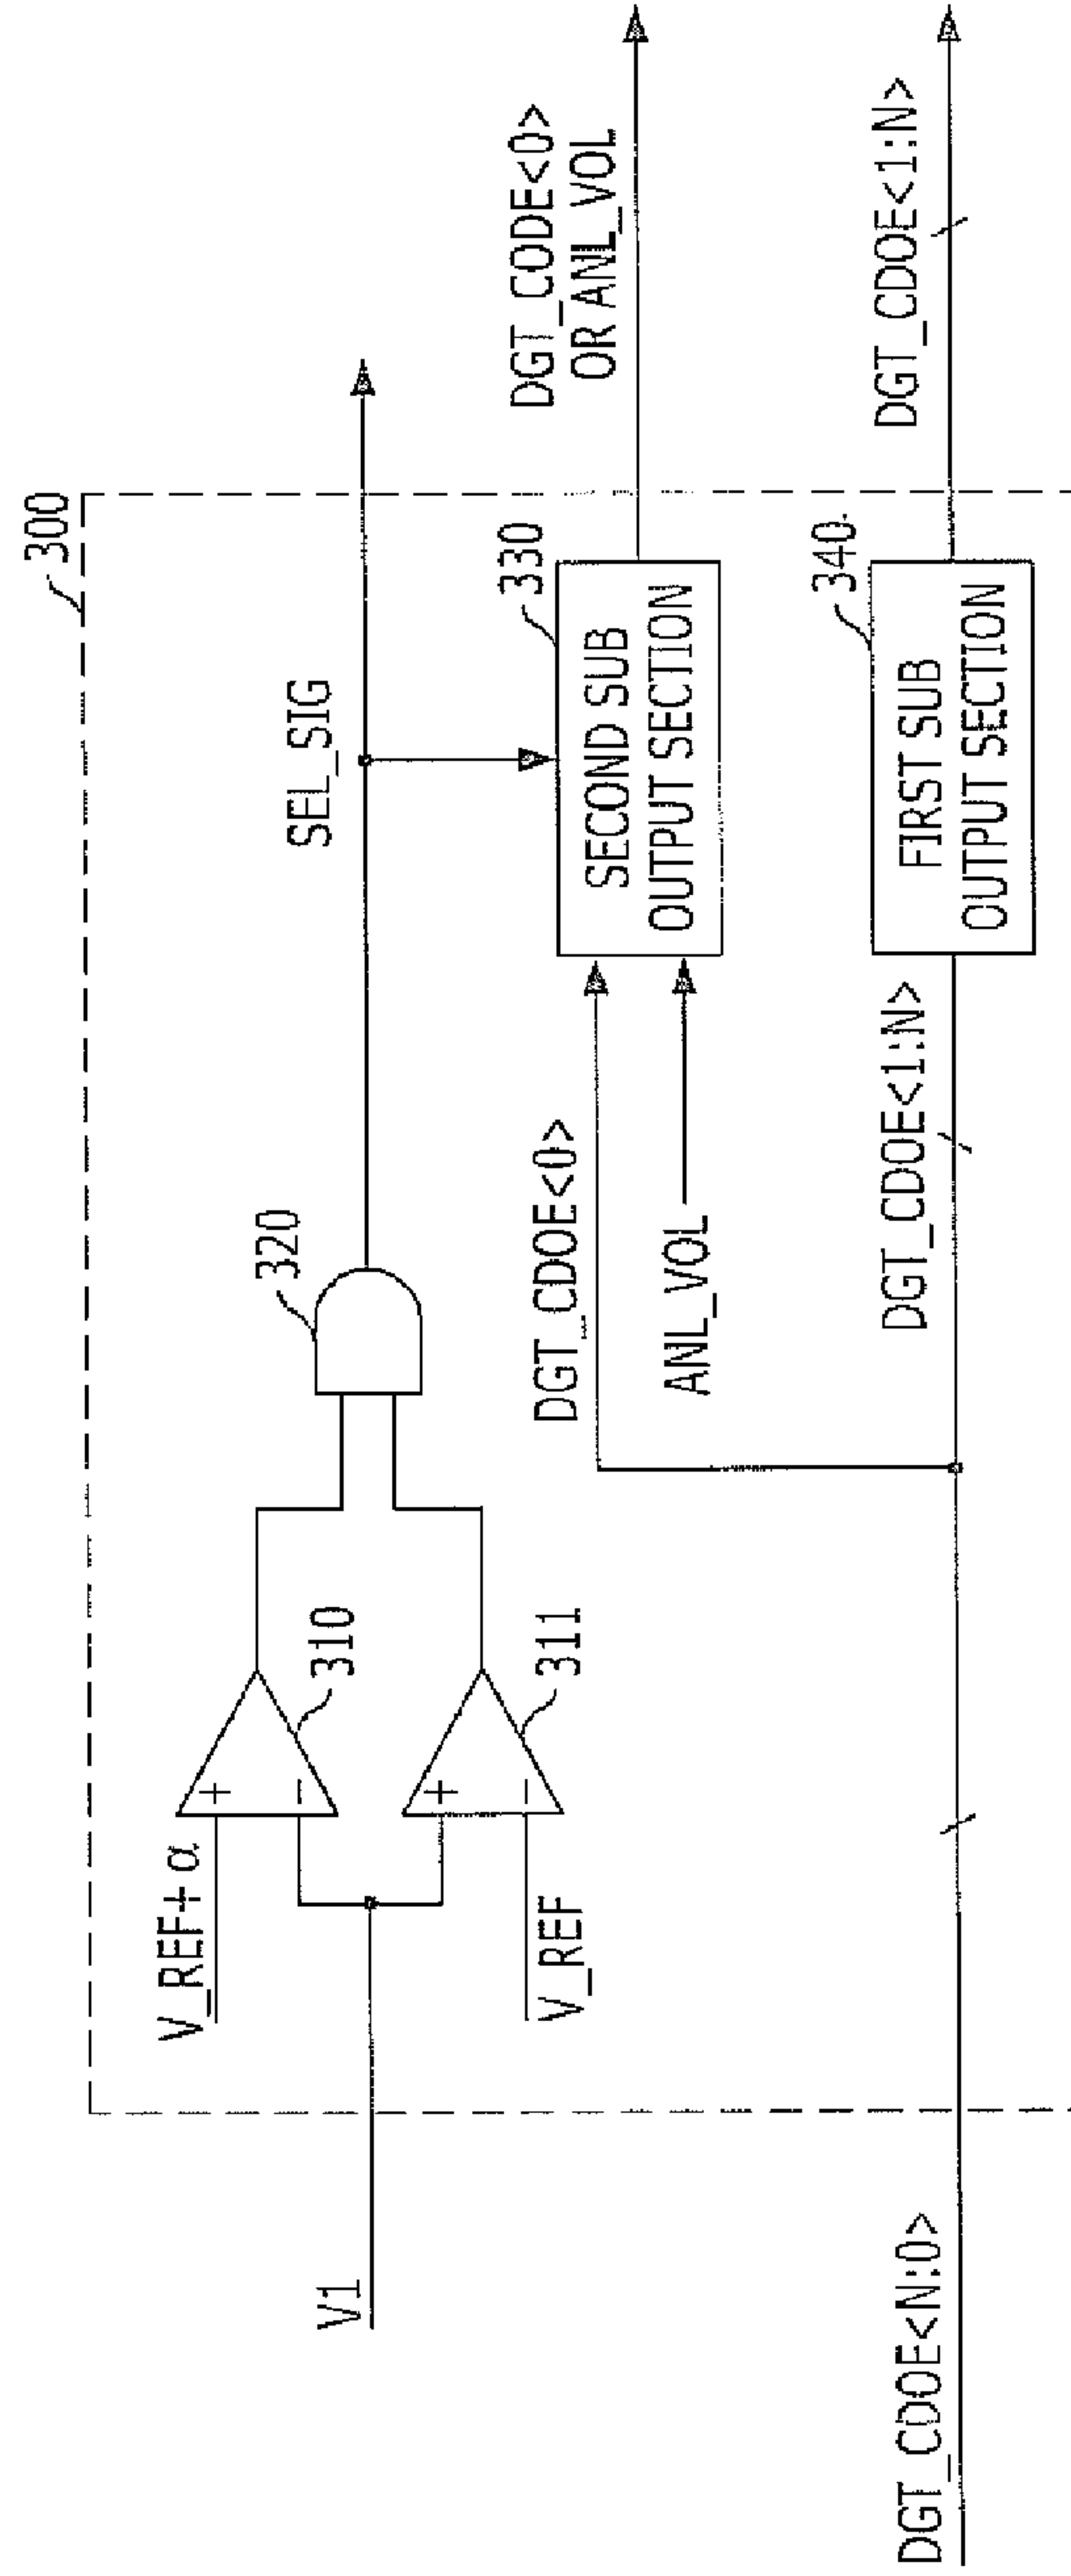 300
V_REF+α
310
V1
V_REF
311
320
SEL_SIG
DGT_CDOE<0>
ANL_VOL
330
SECOND SUB
OUTPUT SECTION
DGT_CODE<0>
OR ANL_VOL
DGT_CDOE<N:0>
DGT_CDOE<1:N>
340
FIRST SUB
OUTPUT SECTION
DGT_CDOE<1:N>